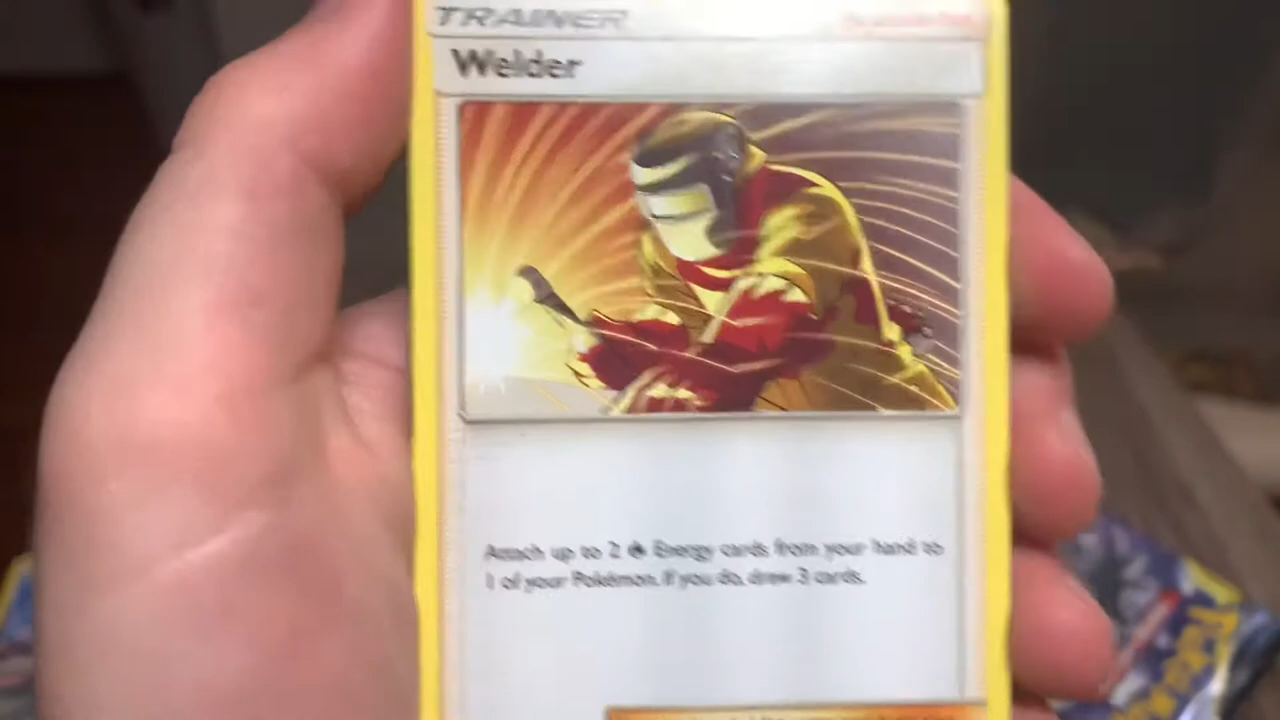 TRAINER
Welder
Attach up to 2 Energy cards from your hand to
1 of your Pokémon. If you do, draw 3 cards.